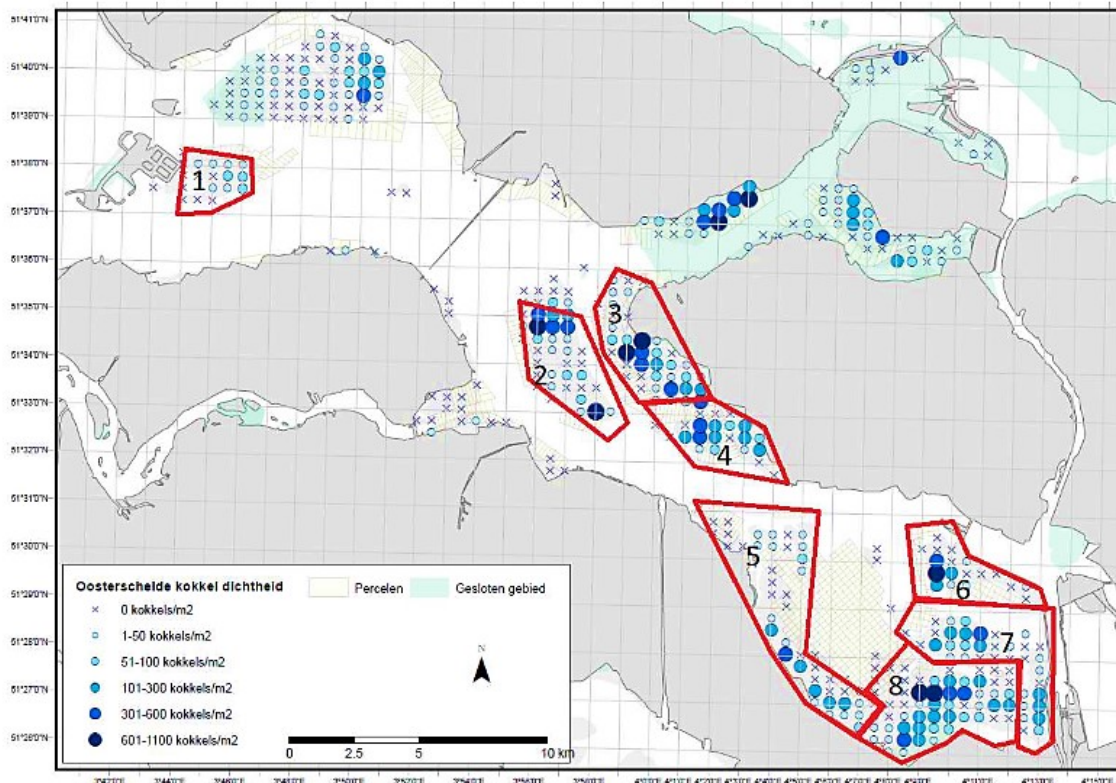 51°41'0"N
51°40'0"N
51°39'0"N
51°38'0"N
1
51°37'0"N
51°36'0"N
51°35'0"N
3
51°34'0"N
2
51°33'0"N
51°32'0"N
4
51°31'0"N
51°30'0"N
5
51°29'0"N
6
51°28'0"N
7
51°27'0"N
8
51°26'0"N
Oosterschelde kokkel dichtheid
Percelen
Gesloten gebied
0 kokkels/m2
1-50 kokkels/m2
51-100 kokkels/m2
101-300 kokkels/m2
301-600 kokkels/m2
601-1100 kokkels/m2
N
0 2.5 5 10 km